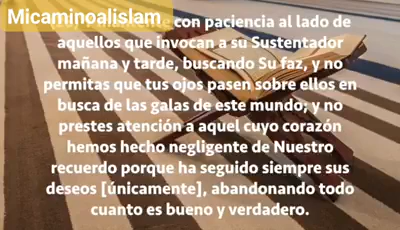 Micaminoalislam
con paciencia al lado de
aquellos que invocan a su Sustentador
mañana y tarde, buscando Su faz, y no
permitas que tus ojos pasen sobre ellos en
busca de las galas de este mundo; y no
prestes atención a aquel cuyo corazón
hemos hecho negligente de Nuestro
recuerdo porque ha seguido siempre sus
deseos [únicamente], abandonando todo
cuanto es bueno y verdadero.